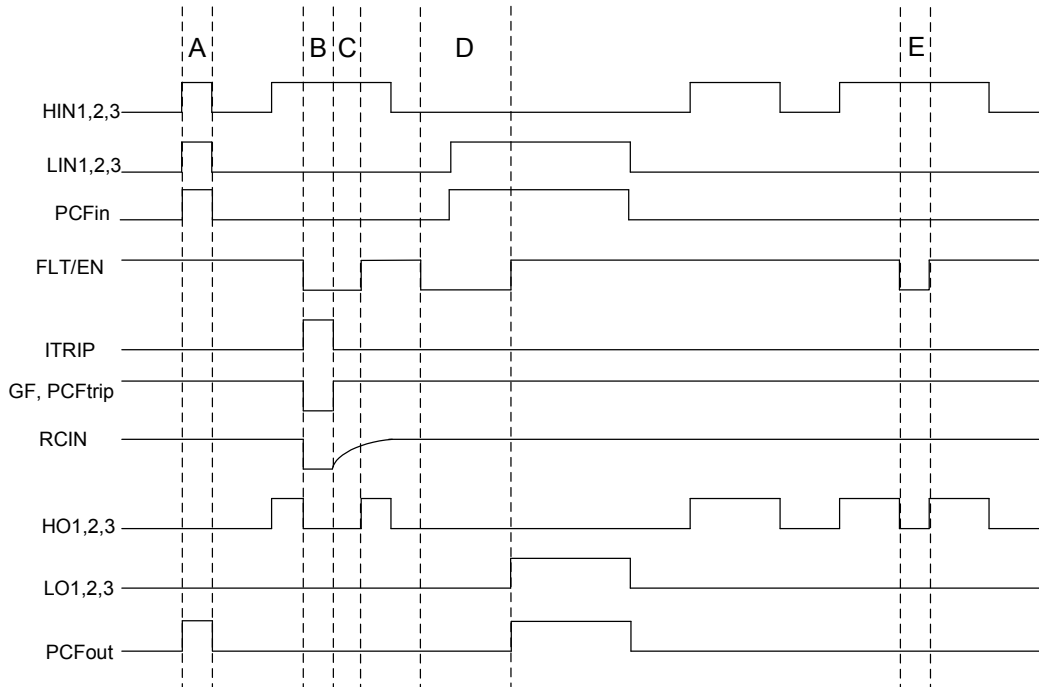 A B C D E
HIN1,2,3
LIN1,2,3
PCFin
FLT/EN
ITRIP
GF, PCFtrip
RCIN
HO1,2,3
LO1,2,3
PCFout